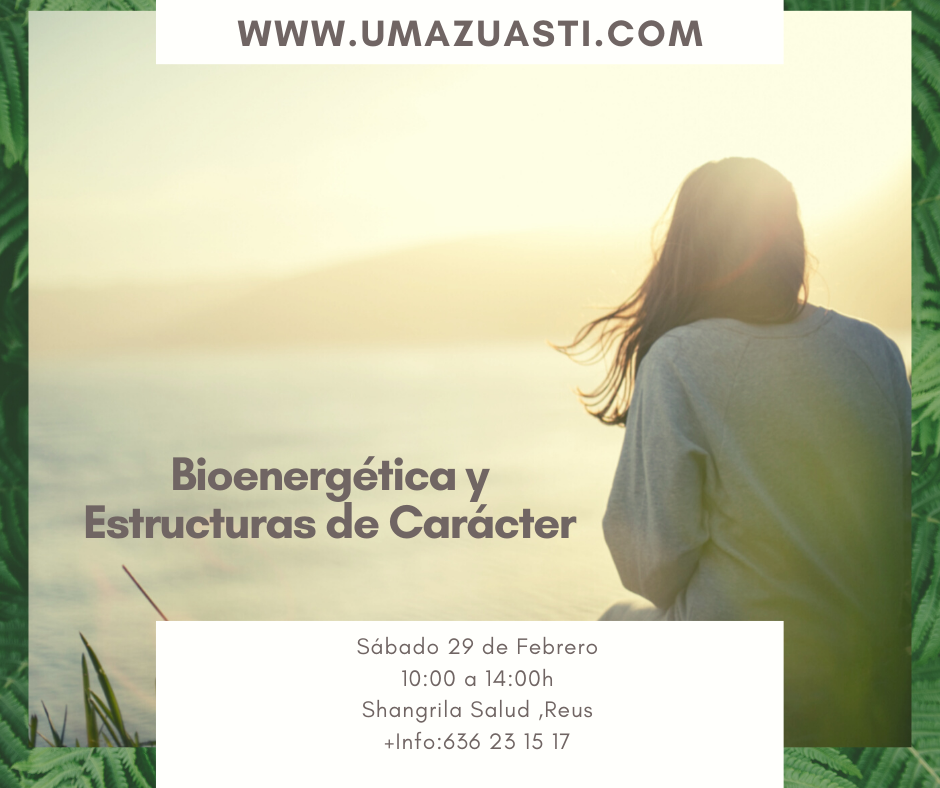 WWW.UMAZUASTI.COM
Bioenergética y
Estructuras de Carácter
Sábado 29 de Febrero
10:00 a 14:00h
Shangrila Salud ,Reus
+Info:636 23 15 17